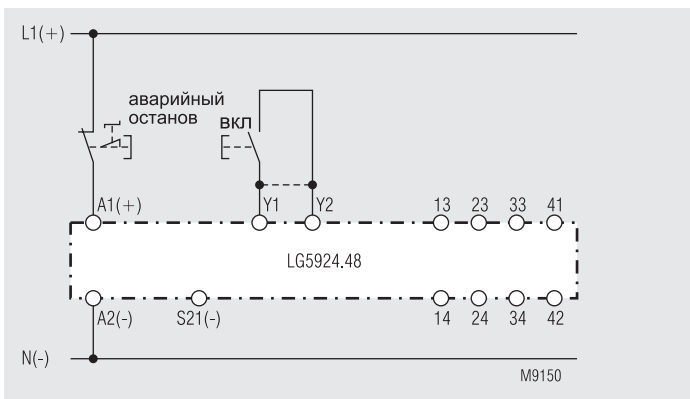 L1(+)
аварийный
останов
ВКЛ
A1(+)
Y1
Y2
13
23
33
41
LG5924.48
A2(-)
S21(-)
14
24
34
42
N(-)
M9150